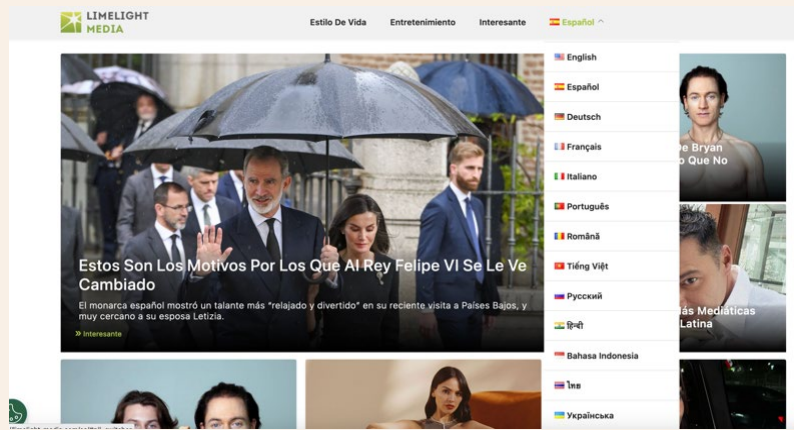 LIMELIGHT
MEDIA
Estilo De Vida
Entretenimiento
Interesante
Español
English
Español
Deutsch
Français
Italiano
Português
Română
Tiếng Việt
Русский
हिन्दी
Bahasa Indonesia
ไทย
Українська
Estos Son Los Motivos Por Los Que Al Rey Felipe VI Se Le Ve
Cambiado
El monarca español mostró un talante más "relajado y divertido" en su reciente visita a Países Bajos, y
muy cercano a su esposa Letizia.
» Interesante
De Bryan
o Que No
Más Mediáticas
Latina